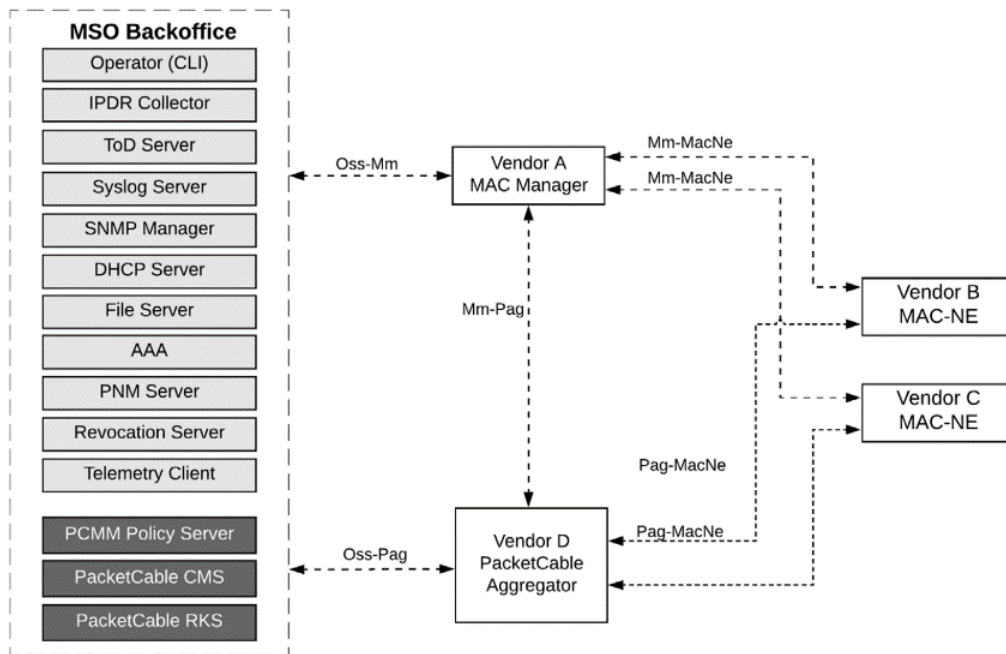 MSO Backoffice
Operator (CLI)
IPDR Collector
ToD Server
Syslog Server
SNMP Manager
DHCP Server
File Server
AAA
PNM Server
Revocation Server
Telemetry Client
PCMM Policy Server
PacketCable CMS
PacketCable RKS
Oss-Mm
Vendor A
MAC Manager
Mm-MacNe
Mm-MacNe
Mm-Pag
Vendor B
MAC-NE
Vendor C
MAC-NE
Pag-MacNe
Pag-MacNe
Oss-Pag
Vendor D
PacketCable
Aggregator